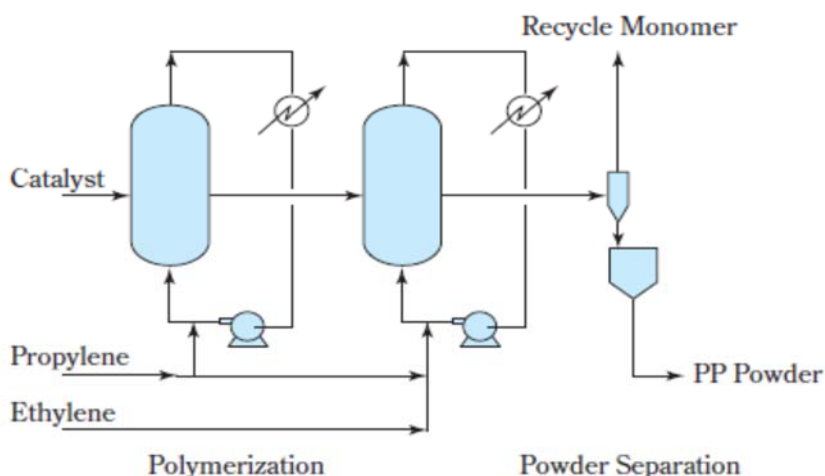 Recycle Monomer
Catalyst
Propylene
PP Powder
Ethylene
Polymerization
Powder Separation